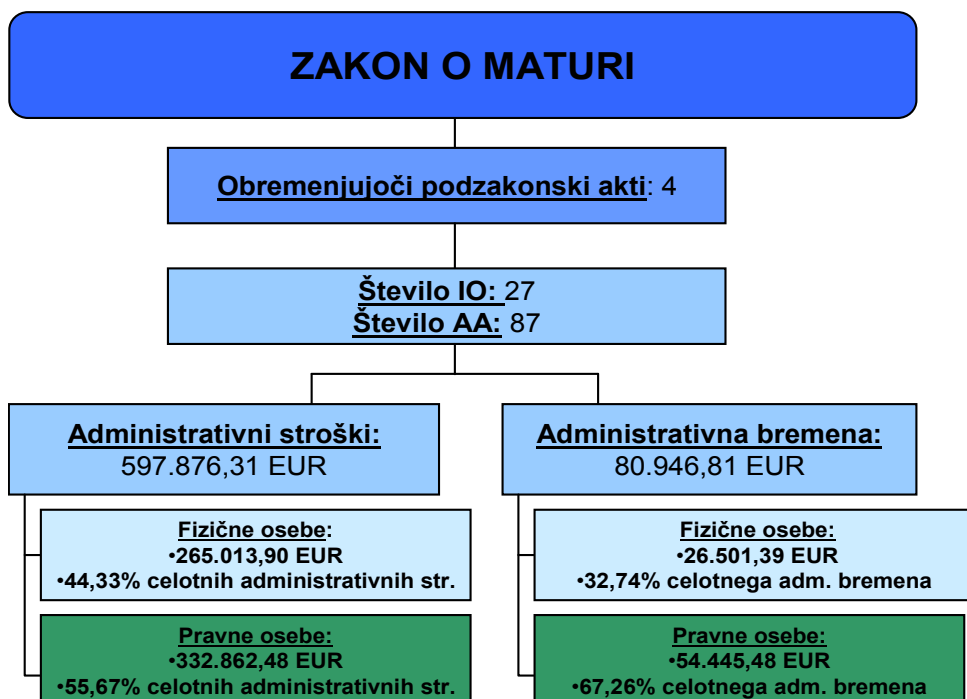 ZAKON O MATURI
Obremenjujoči podzakonski akti: 4
Število IO: 27
Število AA: 87
Administrativni stroški:
597.876,31 EUR
Fizične osebe:
•265.013,90 EUR
•44,33% celotnih administrativnih str.
Pravne osebe:
•332.862,48 EUR
•55,67% celotnih administrativnih str.
Administrativna bremena:
80.946,81 EUR
Fizične osebe:
•26.501,39 EUR
•32,74% celotnega adm. bremena
Pravne osebe:
•54.445,48 EUR
•67,26% celotnega adm. bremena